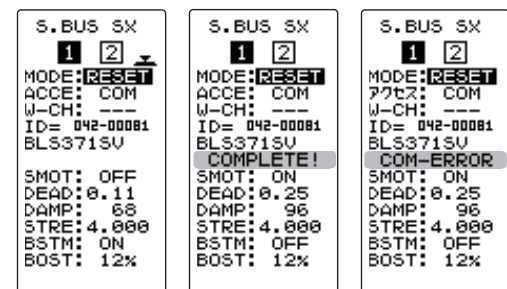 S.BUS SX
1 2
MODE:RESET
ACCE: COM
W-CH: ---
ID= 042-00081
BLS371SV
SMOT: OFF
DEAD:0.11
DAMP: 68
STRE:4.000
BSTM: ON
BOST: 12%
S.BUS SX
1 2
MODE:RESET
ACCE: COM
W-CH: ---
ID= 042-00081
BLS371SV
COMPLETE!
SMOT: ON
DEAD:0.25
DAMP: 96
STRE:4.000
BSTM: OFF
BOST: 12%
S.BUS SX
1 2
MODE:RESET
アクセス: COM
W-CH: ---
ID= 042-00081
BLS371SV
COM-ERROR
SMOT: ON
DEAD:0.25
DAMP: 96
STRE:4.000
BSTM: OFF
BOST: 12%